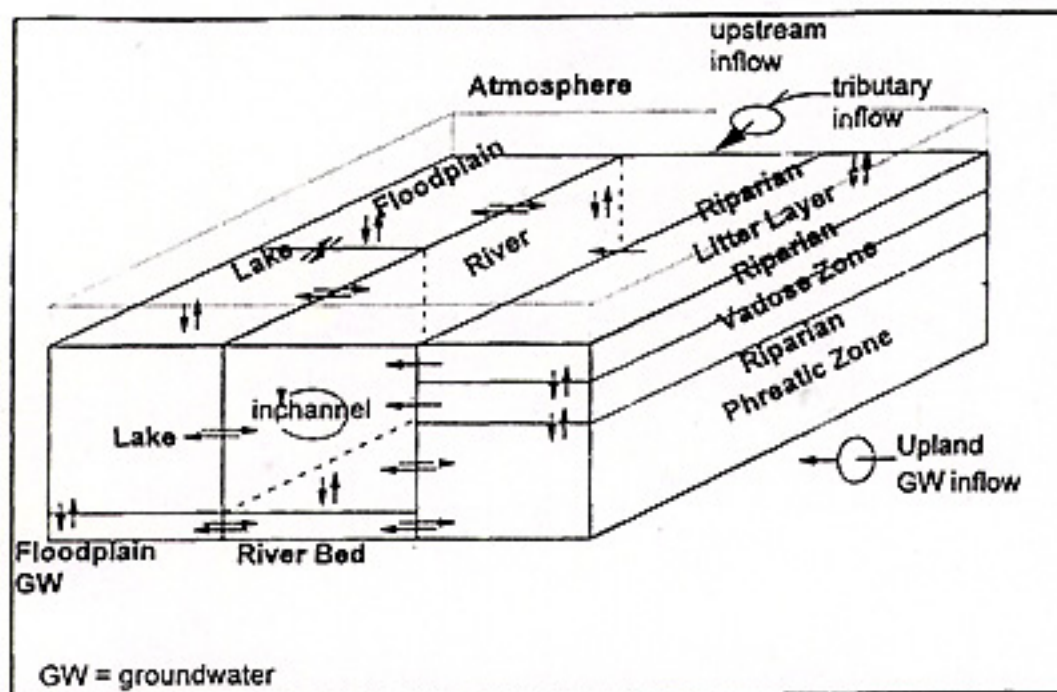 upstream
inflow
Atmosphere
tributary
inflow
Floodplain
Riparian
Litter Layer
Lake
River
Riparian
Vadose Zone
Riparian
Phreatic Zone
inchannel
Lake
Upland
GW inflow
Floodplain
GW
River Bed
GW = groundwater